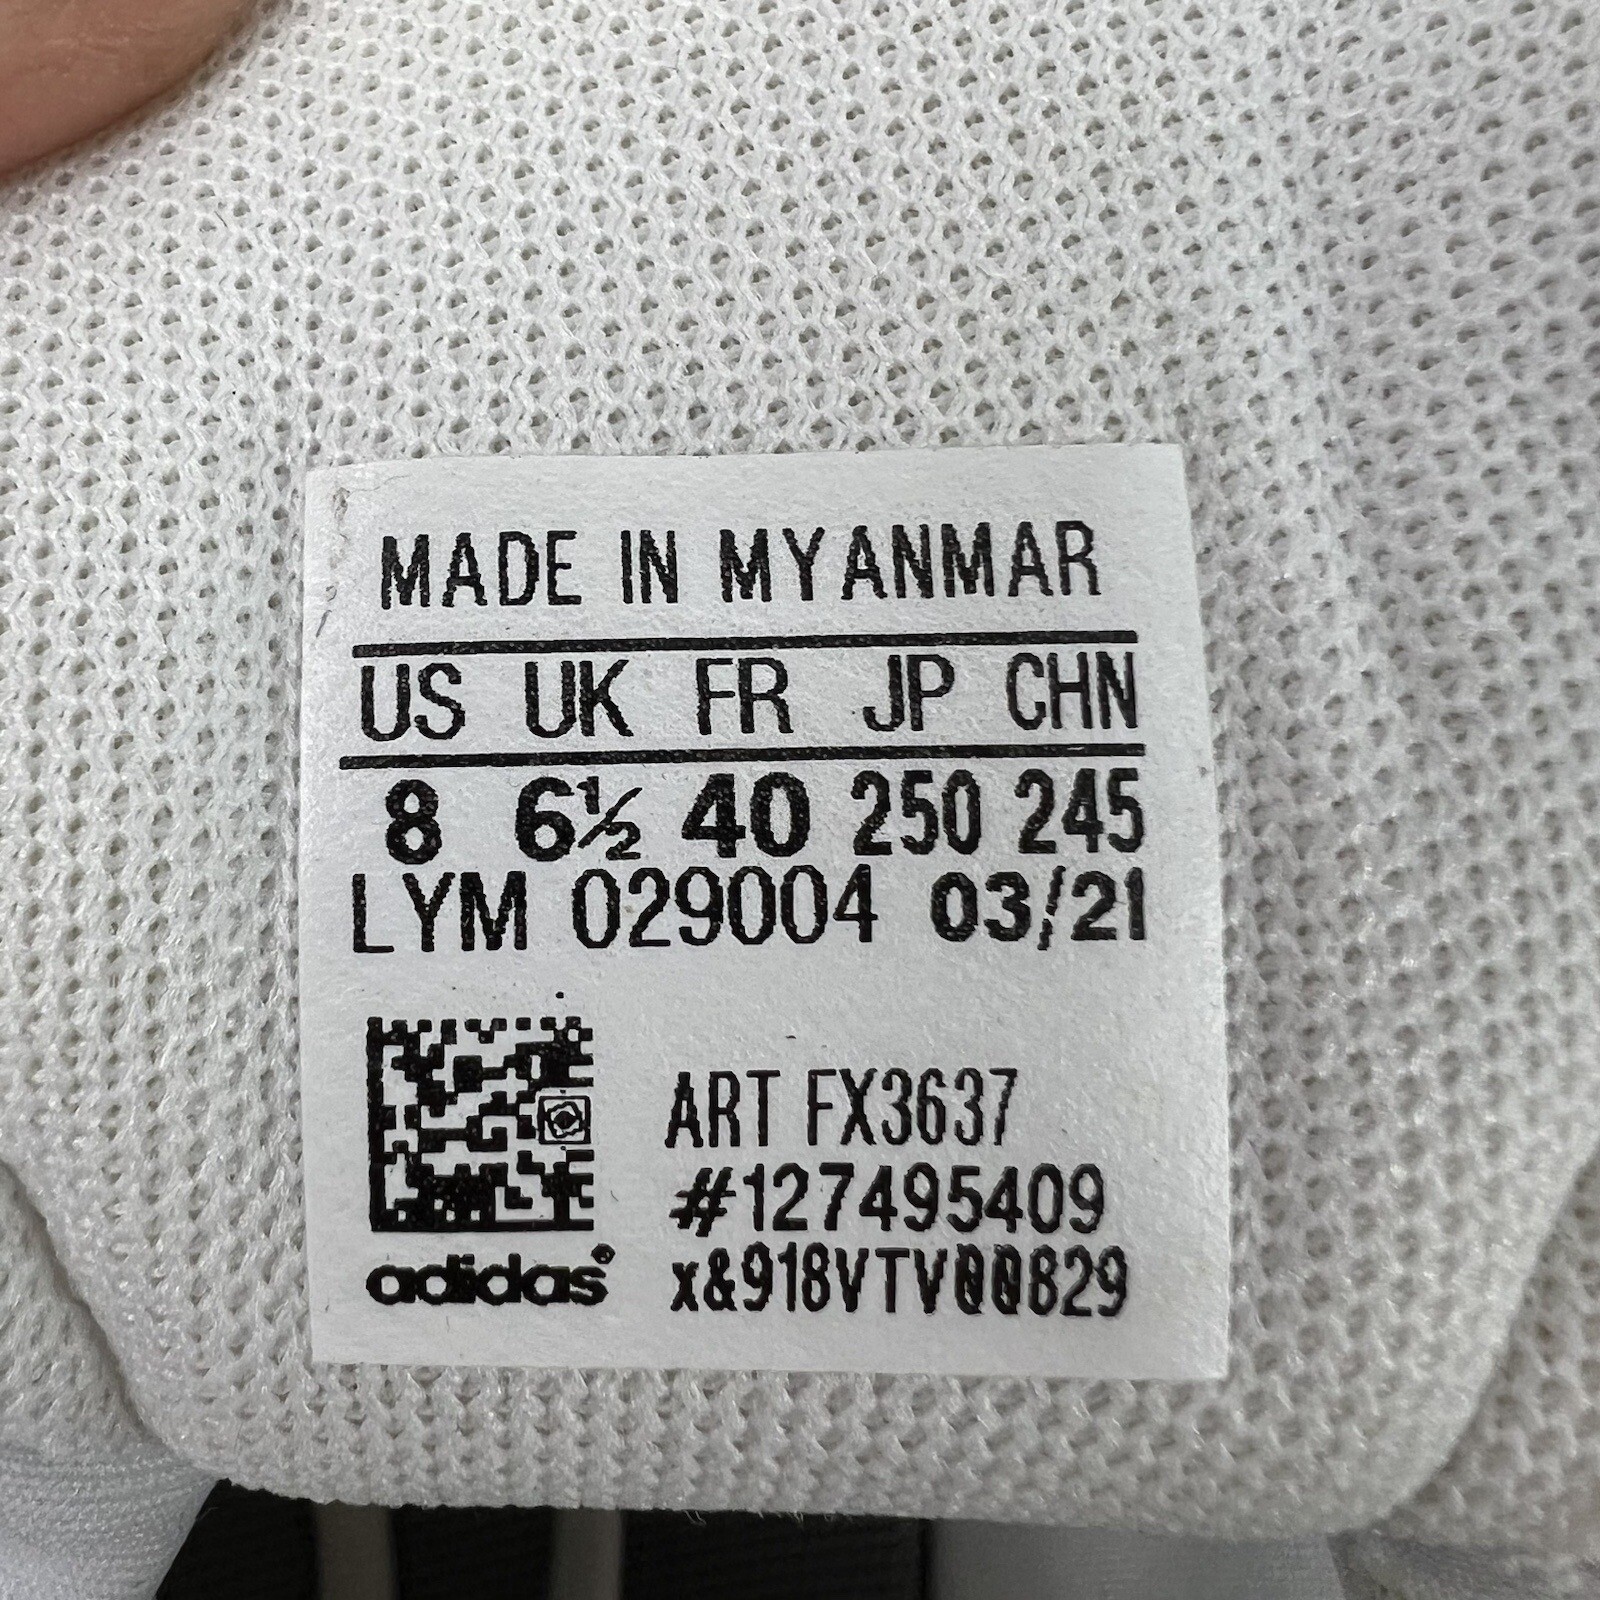 MADE IN MYANMAR
US UK FR JP CHN
8 6½ 40 250 245
LYM 029004 03/21
ART FX3637
#127495409
adidas®
x&918VTV00829